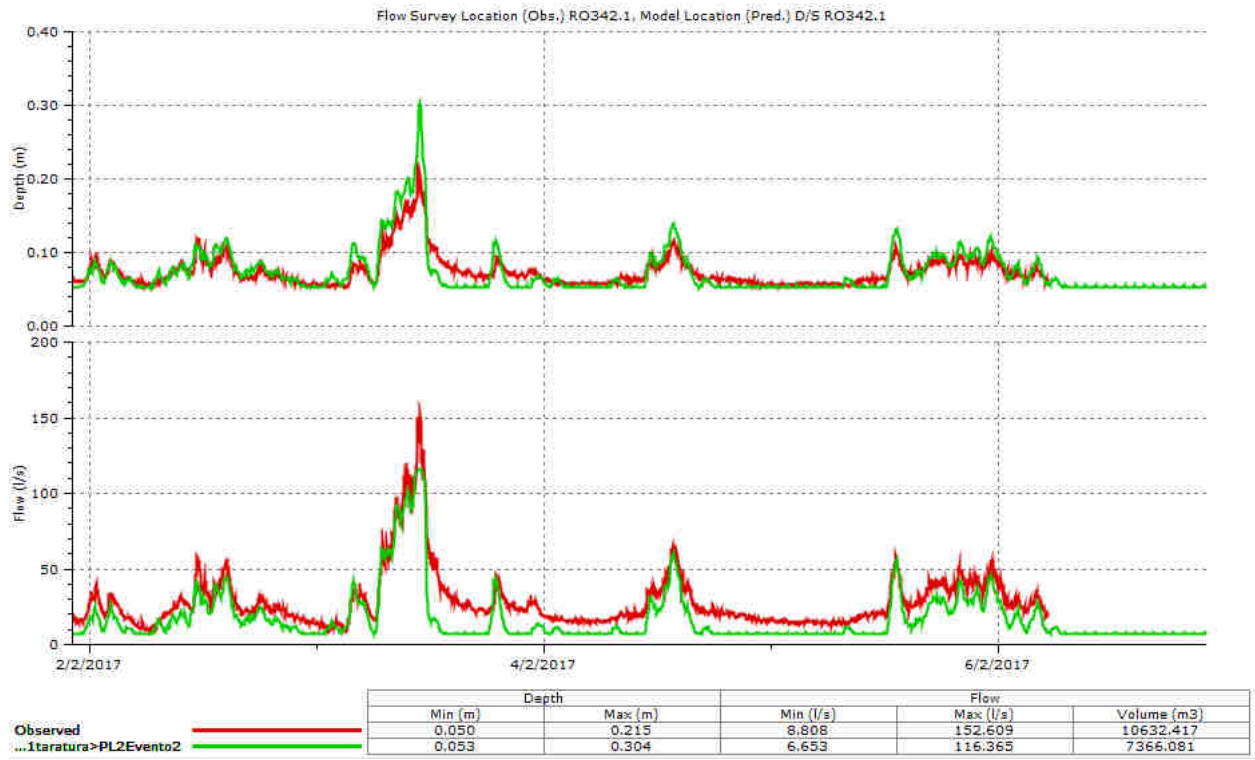 Flow Survey Location (Obs.) RO342.1, Model Location (Pred.) D/S RO342.1
0.40
0.30
Depth (m)
0.20
0.10
0.00
200
150
Flow (l/s)
100
50
0
2/2/2017 4/2/2017 6/2/2017
Depth Flow
Min (m) Max (m) Min (l/s) Max (l/s) Volume (m3)
Observed 0.050 0.215 8.808 152.609 10632.417
...1taratura>PL2Evento2 0.053 0.304 6.653 116.365 7366.081